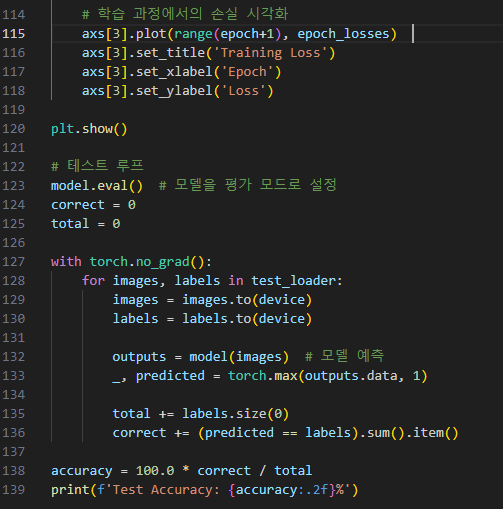 114 # 학습 과정에서의 손실 시각화
115 axs[3].plot(range(epoch+1), epoch_losses)
116 axs[3].set_title('Training Loss')
117 axs[3].set_xlabel('Epoch')
118 axs[3].set_ylabel('Loss')
119
120 plt.show()
121
122 # 테스트 루프
123 model.eval()  # 모델을 평가 모드로 설정
124 correct = 0
125 total = 0
126
127 with torch.no_grad():
128 for images, labels in test_loader:
129 images = images.to(device)
130 labels = labels.to(device)
131
132 outputs = model(images)  # 모델 예측
133 _, predicted = torch.max(outputs.data, 1)
134
135 total += labels.size(0)
136 correct += (predicted == labels).sum().item()
137
138 accuracy = 100.0 * correct / total
139 print(f'Test Accuracy: {accuracy:.2f}%')